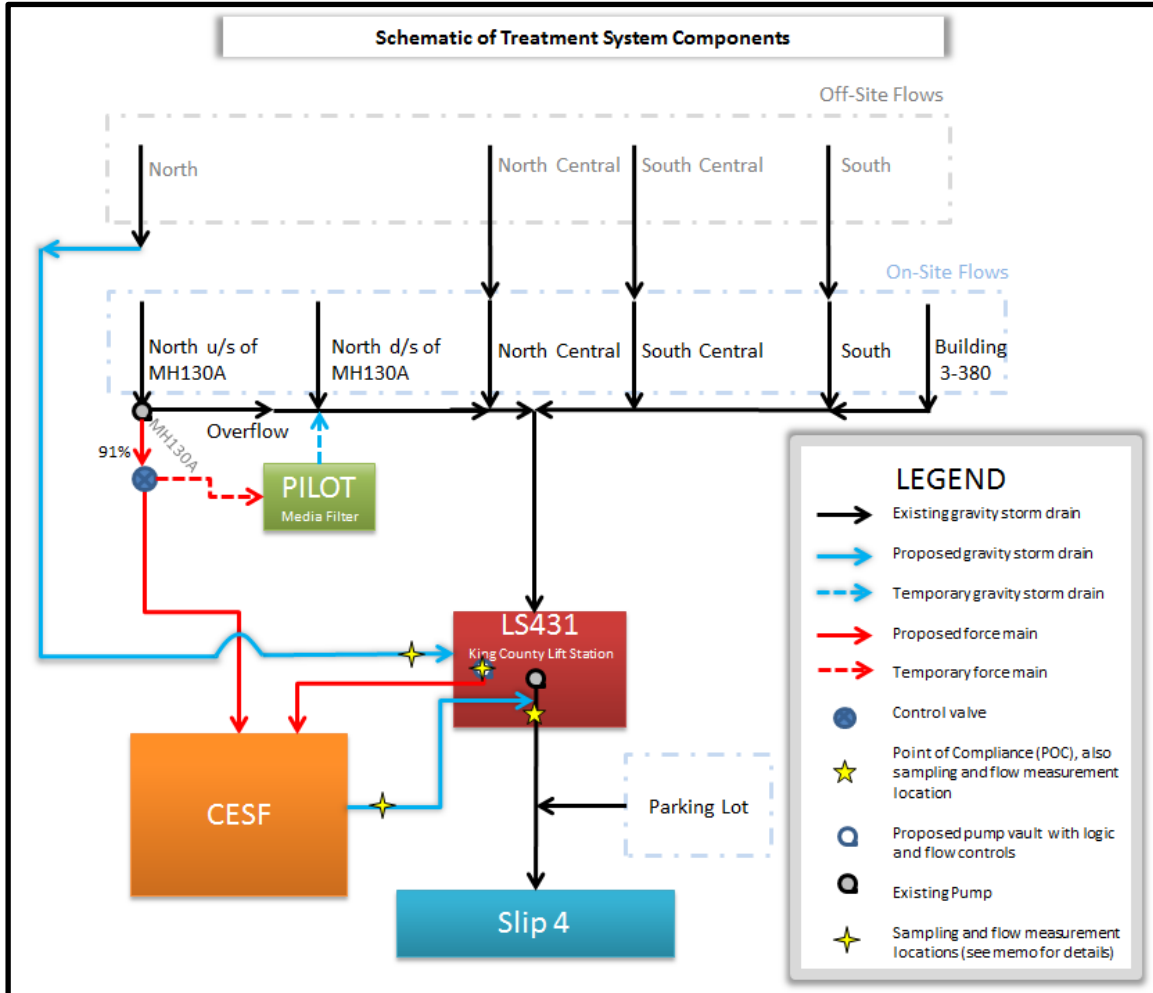 Schematic of Treatment System Components
Off-Site Flows
North
North Central
South Central
South
On-Site Flows
North u/s of
MH130A
North d/s of
MH130A
North Central
South Central
South
Building
3-380
Overflow
MH130A
91%
PILOT
Media Filter
LS431
King County Lift Station
CESF
Parking Lot
Slip 4
LEGEND
Existing gravity storm drain
Proposed gravity storm drain
Temporary gravity storm drain
Proposed force main
Temporary force main
Control valve
Point of Compliance (POC), also
sampling and flow measurement
location
Proposed pump vault with logic
and flow controls
Existing Pump
Sampling and flow measurement
locations (see memo for details)